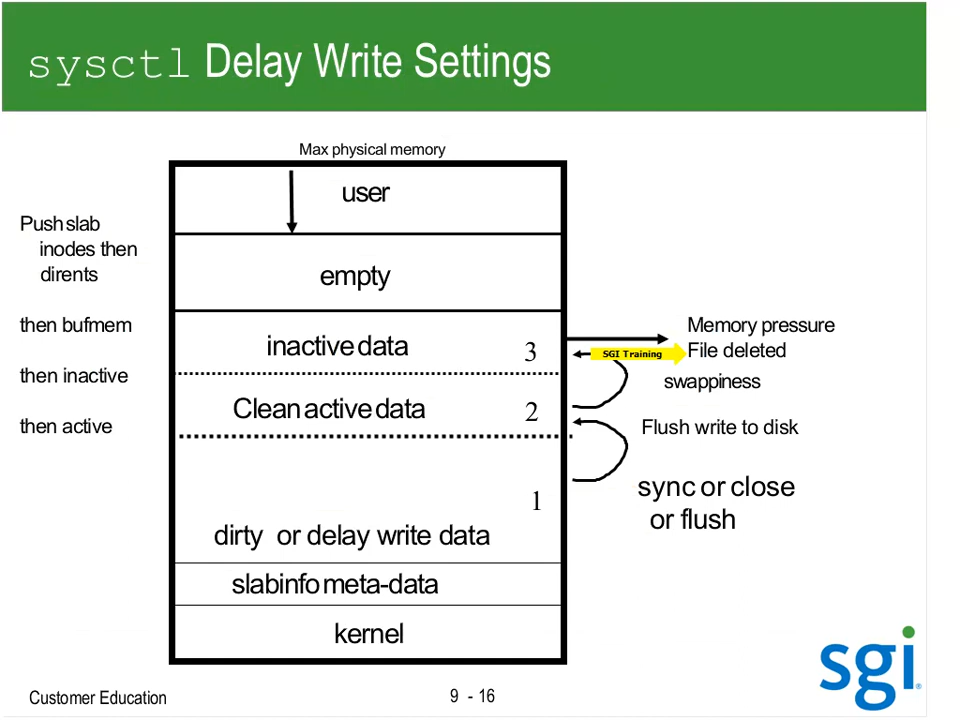 sysctl Delay Write Settings
Max physical memory
user
Push slab
inodes then
dirents
empty
then bufmem
inactive data 3
Memory pressure
SGI Training
File deleted
then inactive
swappiness
Clean active data 2
then active
Flush write to disk
1
sync or close
or flush
dirty or delay write data
slabinfo meta-data
kernel
sgi®
Customer Education
9 - 16